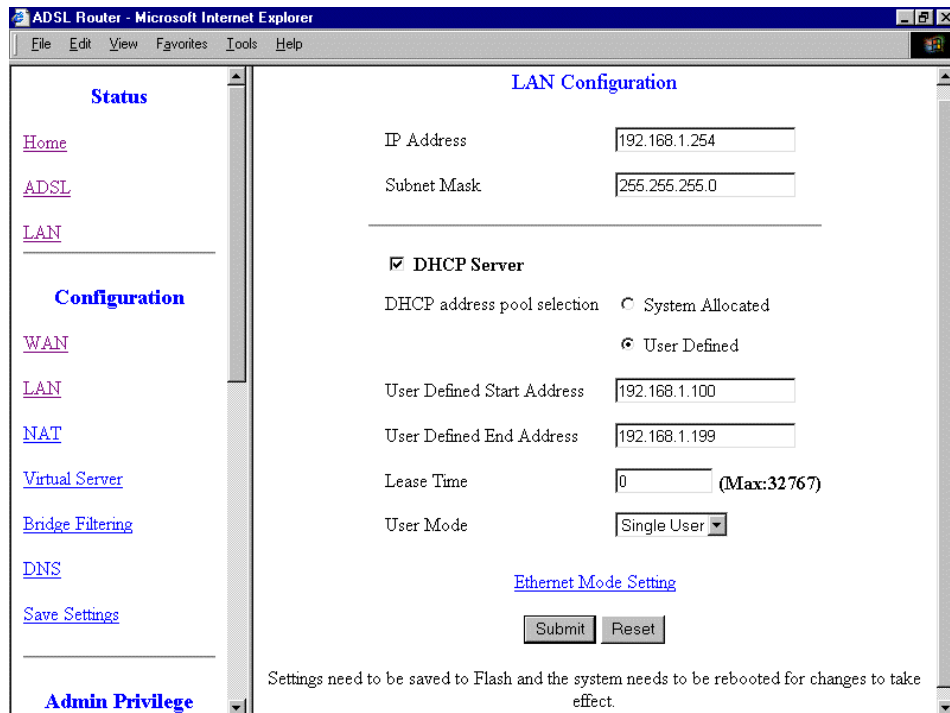 ADSL Router - Microsoft Internet Explorer
File Edit View Favorites Tools Help
Status
Home
ADSL
LAN
Configuration
WAN
LAN
NAT
Virtual Server
Bridge Filtering
DNS
Save Settings
Admin Privilege
LAN Configuration
IP Address 192.168.1.254
Subnet Mask 255.255.255.0
DHCP Server
DHCP address pool selection System Allocated
User Defined
User Defined Start Address 192.168.1.100
User Defined End Address 192.168.1.199
Lease Time 0 (Max:32767)
User Mode Single User
Ethernet Mode Setting
Submit Reset
Settings need to be saved to Flash and the system needs to be rebooted for changes to take
effect.